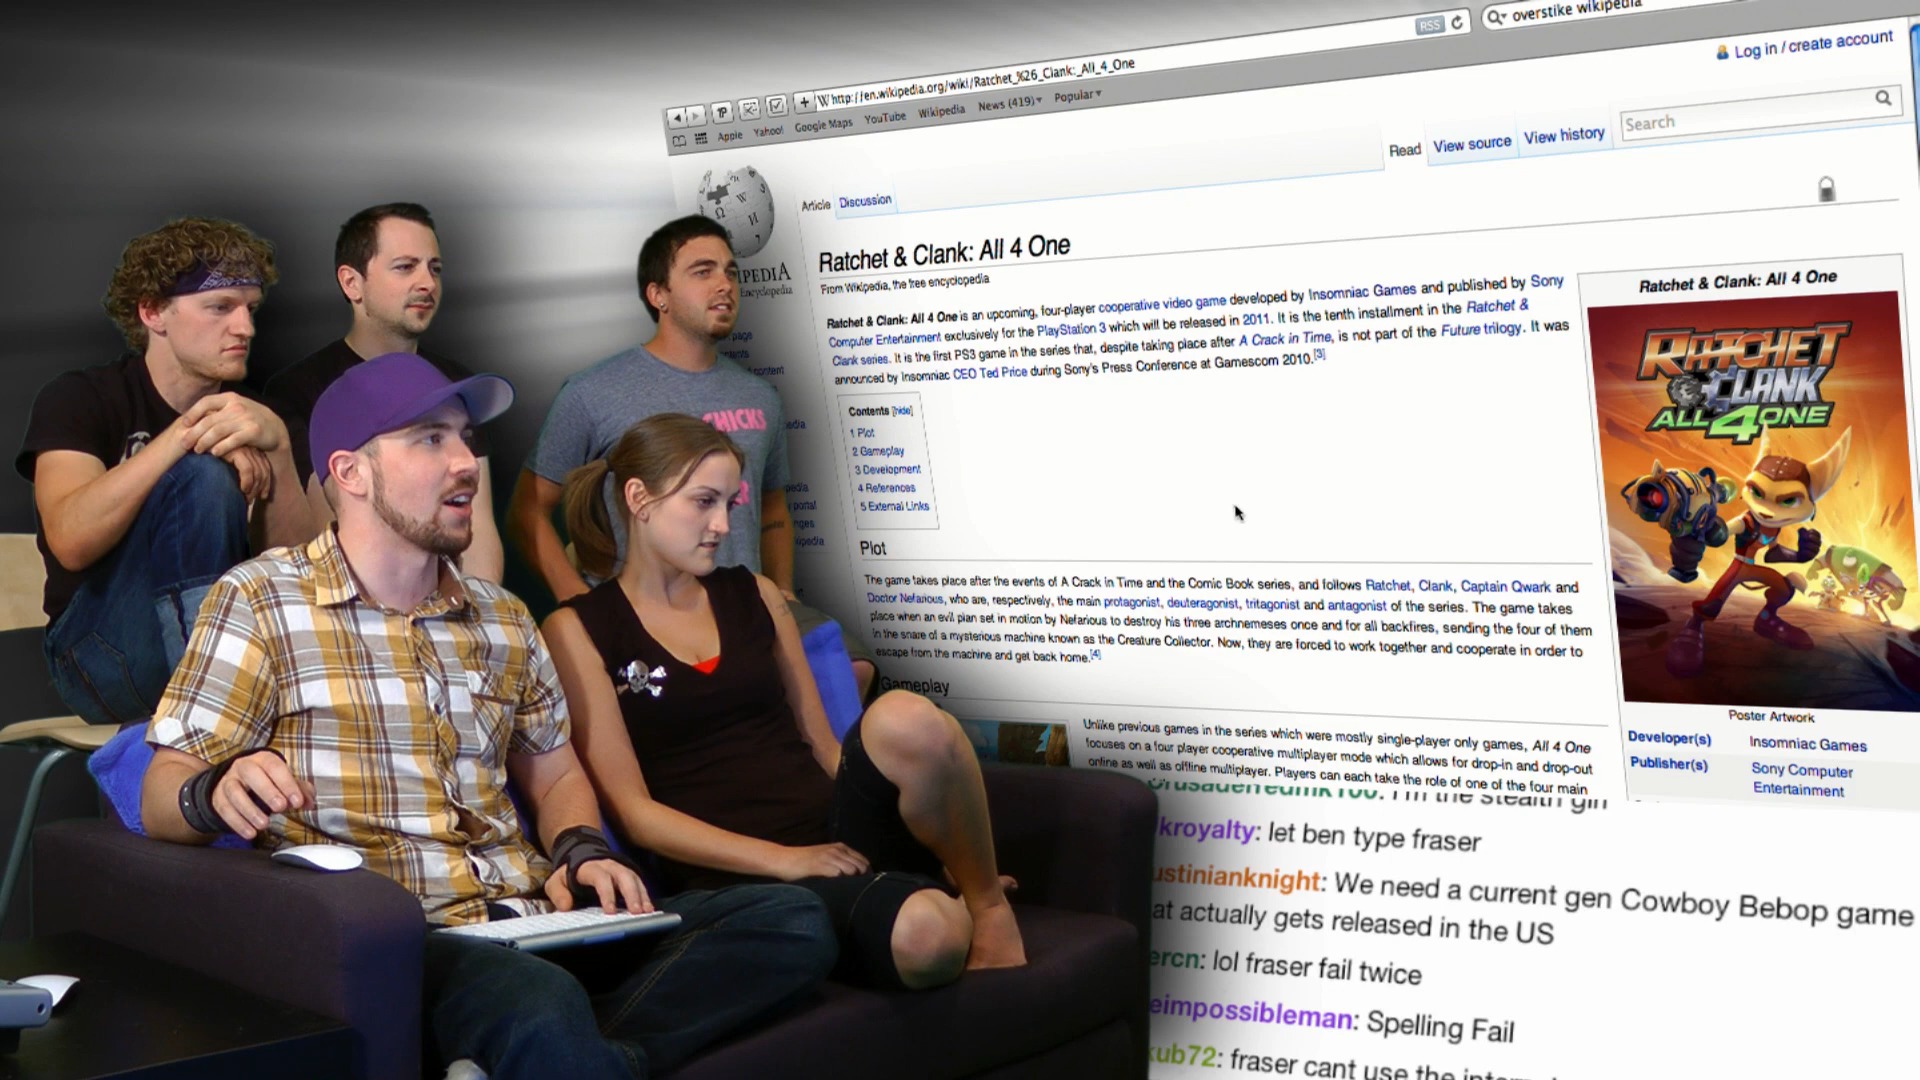 RSS
overstike wikipedia
W http://en.wikipedia.org/wiki/Ratchet_%26_Clank:_All_4_One
Log in / create account
Apple Yahoo! Google Maps YouTube Wikipedia News (419) Popular
Search
Read View source View history
Article Discussion
Ratchet & Clank: All 4 One
From Wikipedia, the free encyclopedia
IPEDIA
Encyclopedia
Ratchet & Clank: All 4 One is an upcoming, four-player cooperative video game developed by Insomniac Games and published by Sony
Computer Entertainment exclusively for the PlayStation 3 which will be released in 2011. It is the tenth installment in the Ratchet &
Clank series. It is the first PS3 game in the series that, despite taking place after A Crack in Time, is not part of the Future trilogy. It was
announced by Insomniac CEO Ted Price during Sony's Press Conference at Gamescom 2010.[3]
Contents [hide]
1 Plot
2 Gameplay
3 Development
4 References
5 External Links
Plot
The game takes place after the events of A Crack in Time and the Comic Book series, and follows Ratchet, Clank, Captain Qwark and
Doctor Nefarious, who are, respectively, the main protagonist, deuteragonist, tritagonist and antagonist of the series. The game takes
place when an evil plan set in motion by Nefarious to destroy his three archnemeses once and for all backfires, sending the four of them
in the snare of a mysterious machine known as the Creature Collector. Now, they are forced to work together and cooperate in order to
escape from the machine and get back home.[4]
Gameplay
Unlike previous games in the series which were mostly single-player only games, All 4 One
focuses on a four player cooperative multiplayer mode which allows for drop-in and drop-out
online as well as offline multiplayer. Players can each take the role of one of the four main
Ratchet & Clank: All 4 One
RATCHET
CLANK
ALL 4 ONE
Poster Artwork
Developer(s) Insomniac Games
Publisher(s) Sony Computer
Entertainment
CHICKS
crusaderredmk100: I'm the stealth girl
kroyalty: let ben type fraser
ustinianknight: We need a current gen Cowboy Bebop game
at actually gets released in the US
ercn: lol fraser fail twice
eimpossibleman: Spelling Fail
kub72: fraser cant use the